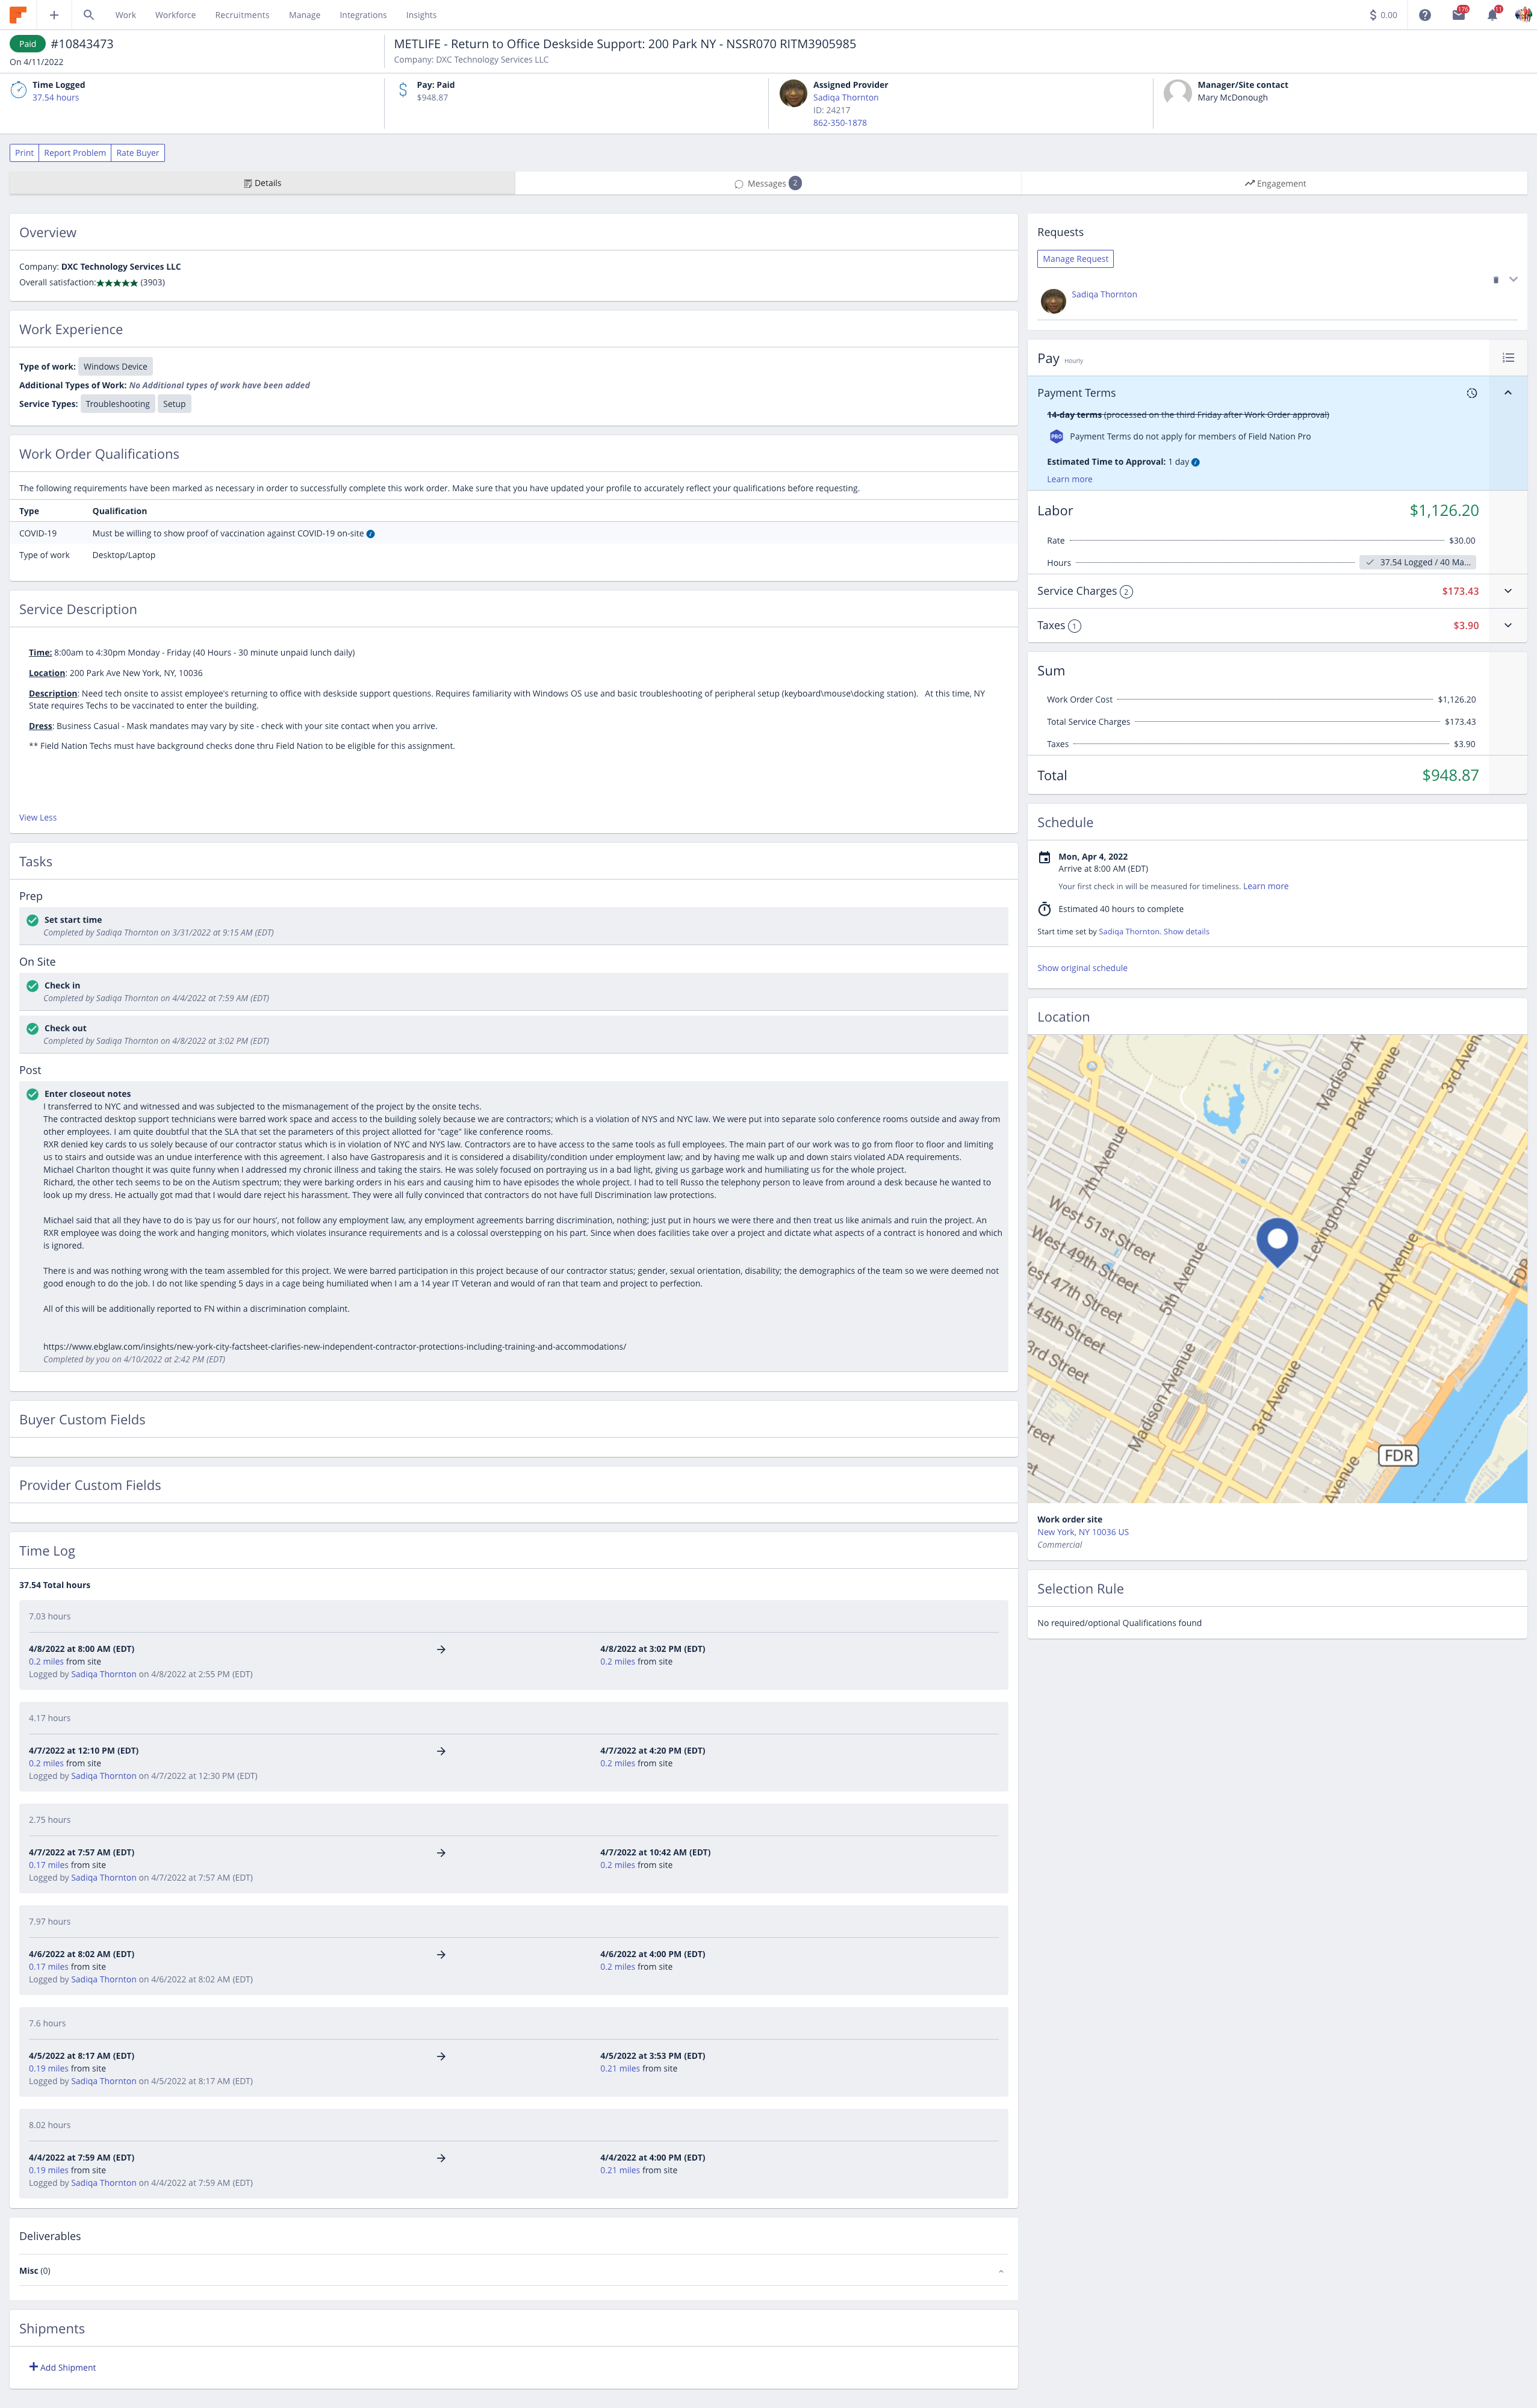 Work Workforce Recruitments Manage Integrations Insights
$ 0.00
176
11
Paid #10843473
On 4/11/2022
METLIFE - Return to Office Deskside Support: 200 Park NY - NSSR070 RITM3905985
Company: DXC Technology Services LLC
Time Logged
37.54 hours
Pay: Paid
$948.87
Assigned Provider
Sadiqa Thornton
ID: 24217
862-350-1878
Manager/Site contact
Mary McDonough
Print Report Problem Rate Buyer
Details
Messages 2
Engagement
Overview
Company: DXC Technology Services LLC
Overall satisfaction:★★★★★ (3903)
Work Experience
Type of work: Windows Device
Additional Types of Work: No Additional types of work have been added
Service Types: Troubleshooting Setup
Work Order Qualifications
The following requirements have been marked as necessary in order to successfully complete this work order. Make sure that you have updated your profile to accurately reflect your qualifications before requesting.
Type Qualification
COVID-19 Must be willing to show proof of vaccination against COVID-19 on-site
Type of work Desktop/Laptop
Service Description
Time: 8:00am to 4:30pm Monday - Friday (40 Hours - 30 minute unpaid lunch daily)
Location: 200 Park Ave New York, NY, 10036
Description: Need tech onsite to assist employee's returning to office with deskside support questions. Requires familiarity with Windows OS use and basic troubleshooting of peripheral setup (keyboard\mouse\docking station). At this time, NY
State requires Techs to be vaccinated to enter the building.
Dress: Business Casual - Mask mandates may vary by site - check with your site contact when you arrive.
** Field Nation Techs must have background checks done thru Field Nation to be eligible for this assignment.
View Less
Tasks
Prep
Set start time
Completed by Sadiqa Thornton on 3/31/2022 at 9:15 AM (EDT)
On Site
Check in
Completed by Sadiqa Thornton on 4/4/2022 at 7:59 AM (EDT)
Check out
Completed by Sadiqa Thornton on 4/8/2022 at 3:02 PM (EDT)
Post
Enter closeout notes
I transferred to NYC and witnessed and was subjected to the mismanagement of the project by the onsite techs.
The contracted desktop support technicians were barred work space and access to the building solely because we are contractors; which is a violation of NYS and NYC law. We were put into separate solo conference rooms outside and away from
other employees. I am quite doubtful that the SLA that set the parameters of this project allotted for "cage" like conference rooms.
RXR denied key cards to us solely because of our contractor status which is in violation of NYC and NYS law. Contractors are to have access to the same tools as full employees. The main part of our work was to go from floor to floor and limiting
us to stairs and outside was an undue interference with this agreement. I also have Gastroparesis and it is considered a disability/condition under employment law; and by having me walk up and down stairs violated ADA requirements.
Michael Charlton thought it was quite funny when I addressed my chronic illness and taking the stairs. He was solely focused on portraying us in a bad light, giving us garbage work and humiliating us for the whole project.
Richard, the other tech seems to be on the Autism spectrum; they were barking orders in his ears and causing him to have episodes the whole project. I had to tell Russo the telephony person to leave from around a desk because he wanted to
look up my dress. He actually got mad that I would dare reject his harassment. They were all fully convinced that contractors do not have full Discrimination law protections.
Michael said that all they have to do is 'pay us for our hours', not follow any employment law, any employment agreements barring discrimination, nothing; just put in hours we were there and then treat us like animals and ruin the project. An
RXR employee was doing the work and hanging monitors, which violates insurance requirements and is a colossal overstepping on his part. Since when does facilities take over a project and dictate what aspects of a contract is honored and which
is ignored.
There is and was nothing wrong with the team assembled for this project. We were barred participation in this project because of our contractor status; gender, sexual orientation, disability; the demographics of the team so we were deemed not
good enough to do the job. I do not like spending 5 days in a cage being humiliated when I am a 14 year IT Veteran and would of ran that team and project to perfection.
All of this will be additionally reported to FN within a discrimination complaint.
https://www.ebglaw.com/insights/new-york-city-factsheet-clarifies-new-independent-contractor-protections-including-training-and-accommodations/
Completed by you on 4/10/2022 at 2:42 PM (EDT)
Buyer Custom Fields
Provider Custom Fields
Time Log
37.54 Total hours
7.03 hours
4/8/2022 at 8:00 AM (EDT) → 4/8/2022 at 3:02 PM (EDT)
0.2 miles from site 0.2 miles from site
Logged by Sadiqa Thornton on 4/8/2022 at 2:55 PM (EDT)
4.17 hours
4/7/2022 at 12:10 PM (EDT) → 4/7/2022 at 4:20 PM (EDT)
0.2 miles from site 0.2 miles from site
Logged by Sadiqa Thornton on 4/7/2022 at 12:30 PM (EDT)
2.75 hours
4/7/2022 at 7:57 AM (EDT) → 4/7/2022 at 10:42 AM (EDT)
0.17 miles from site 0.2 miles from site
Logged by Sadiqa Thornton on 4/7/2022 at 7:57 AM (EDT)
7.97 hours
4/6/2022 at 8:02 AM (EDT) → 4/6/2022 at 4:00 PM (EDT)
0.17 miles from site 0.2 miles from site
Logged by Sadiqa Thornton on 4/6/2022 at 8:02 AM (EDT)
7.6 hours
4/5/2022 at 8:17 AM (EDT) → 4/5/2022 at 3:53 PM (EDT)
0.19 miles from site 0.21 miles from site
Logged by Sadiqa Thornton on 4/5/2022 at 8:17 AM (EDT)
8.02 hours
4/4/2022 at 7:59 AM (EDT) → 4/4/2022 at 4:00 PM (EDT)
0.19 miles from site 0.21 miles from site
Logged by Sadiqa Thornton on 4/4/2022 at 7:59 AM (EDT)
Deliverables
Misc (0)
Shipments
+ Add Shipment
Requests
Manage Request
Sadiqa Thornton
Pay Hourly
Payment Terms
14-day terms (processed on the third Friday after Work Order approval)
PRO Payment Terms do not apply for members of Field Nation Pro
Estimated Time to Approval: 1 day
Learn more
Labor $1,126.20
Rate $30.00
Hours 37.54 Logged / 40 Ma...
Service Charges 2 $173.43
Taxes 1 $3.90
Sum
Work Order Cost $1,126.20
Total Service Charges $173.43
Taxes $3.90
Total $948.87
Schedule
Mon, Apr 4, 2022
Arrive at 8:00 AM (EDT)
Your first check in will be measured for timeliness. Learn more
Estimated 40 hours to complete
Start time set by Sadiqa Thornton. Show details
Show original schedule
Location
Madison Av
Park Avenue
3rd Aven
7th Avenue
Lexington Avenue
West 51st Street
West 49th Street
est 47th Street
t 45th Street
3rd Street
5th Avenue
2nd Avenue
Madison Avenue
3rd Avenue
Avenue
reet
et
FDR
FDR
Work order site
New York, NY 10036 US
Commercial
Selection Rule
No required/optional Qualifications found